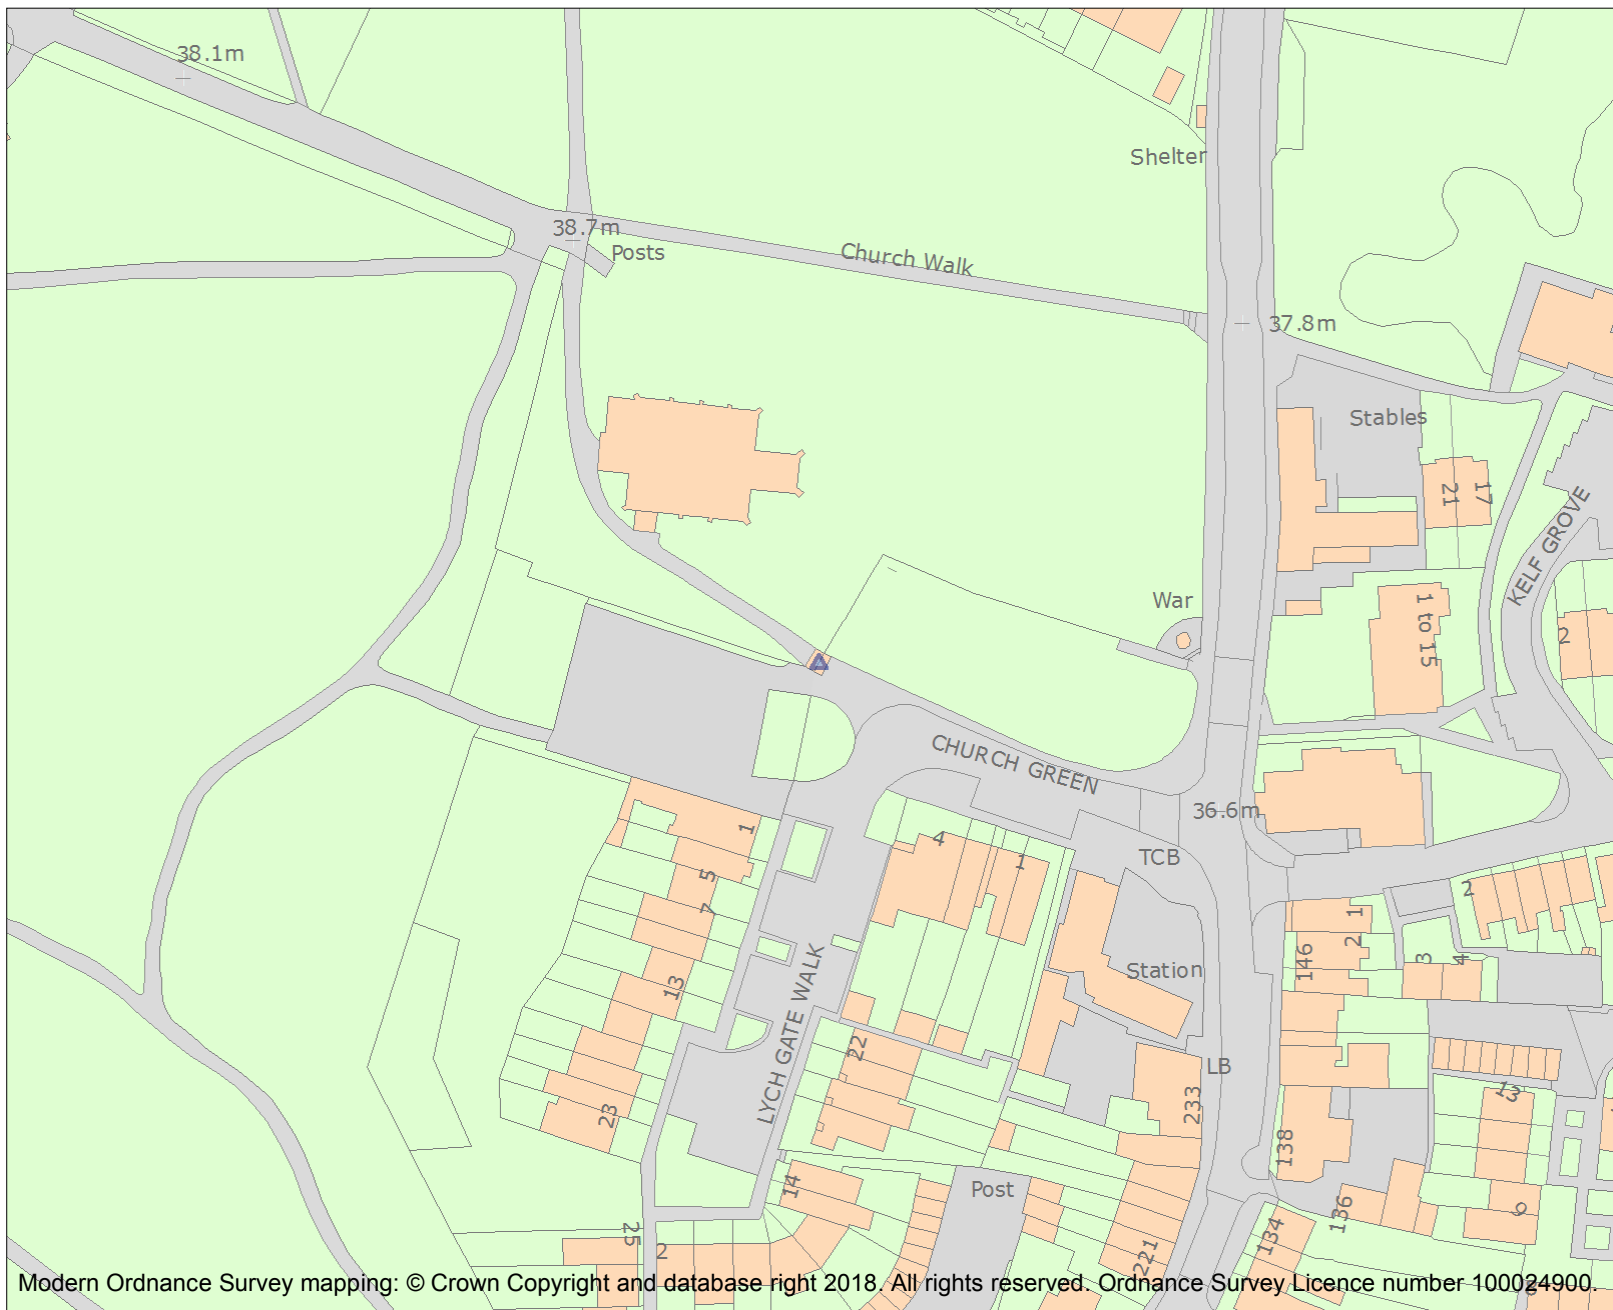 38.1m
Shelter
38.7m
Posts
Church Walk
37.8m
Stables
21
17
KELF GROVE
War
1 to 15
2
CHURCH GREEN
36.6m
TCB
1
4
1
5
7
2
1
2
146
3
4
LYCH GATE WALK
Station
13
22
LB
23
233
13
138
14
Post
136
9
25
2
221
134
Modern Ordnance Survey mapping: © Crown Copyright and database right 2018. All rights reserved. Ordnance Survey Licence number 100024900.